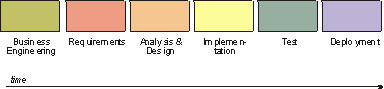 Business
Engineering
Requirements
Analysis &
Design
Implemen-
tation
Test
Deployment
time